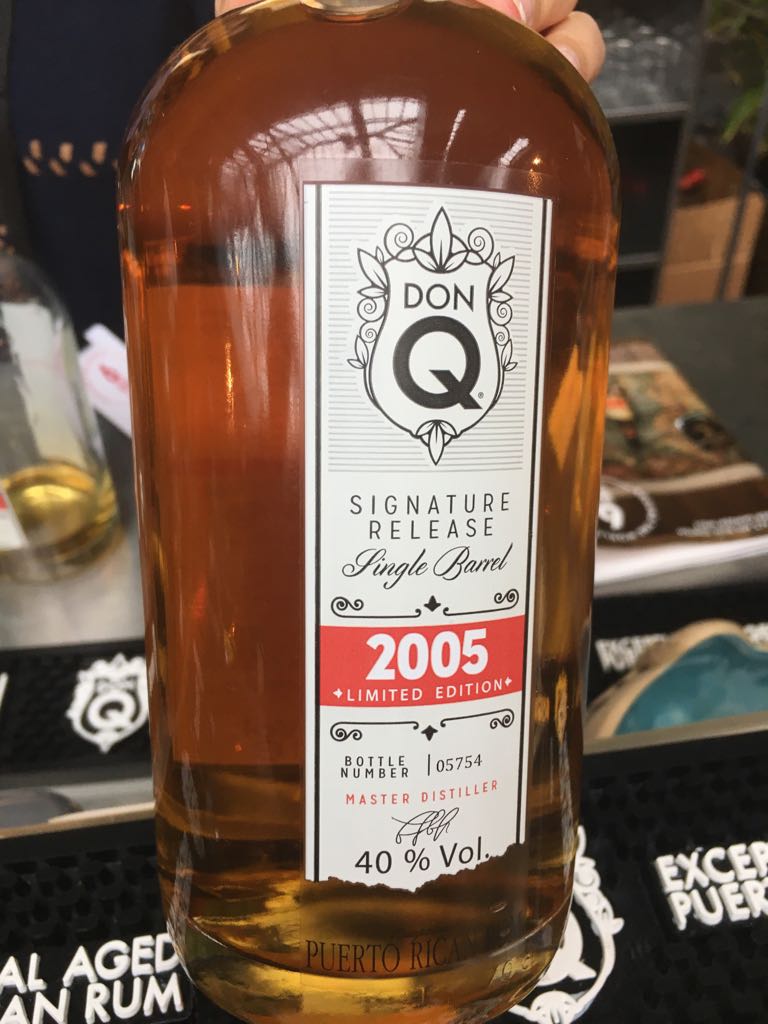 DON
Q
®
SIGNATURE
RELEASE
Single Barrel
2005
LIMITED EDITION
BOTTLE
NUMBER
05754
MASTER DISTILLER
40 % Vol.
PUERTO RICAN
Q
AL AGED
AN RUM
EXCEP
PUER